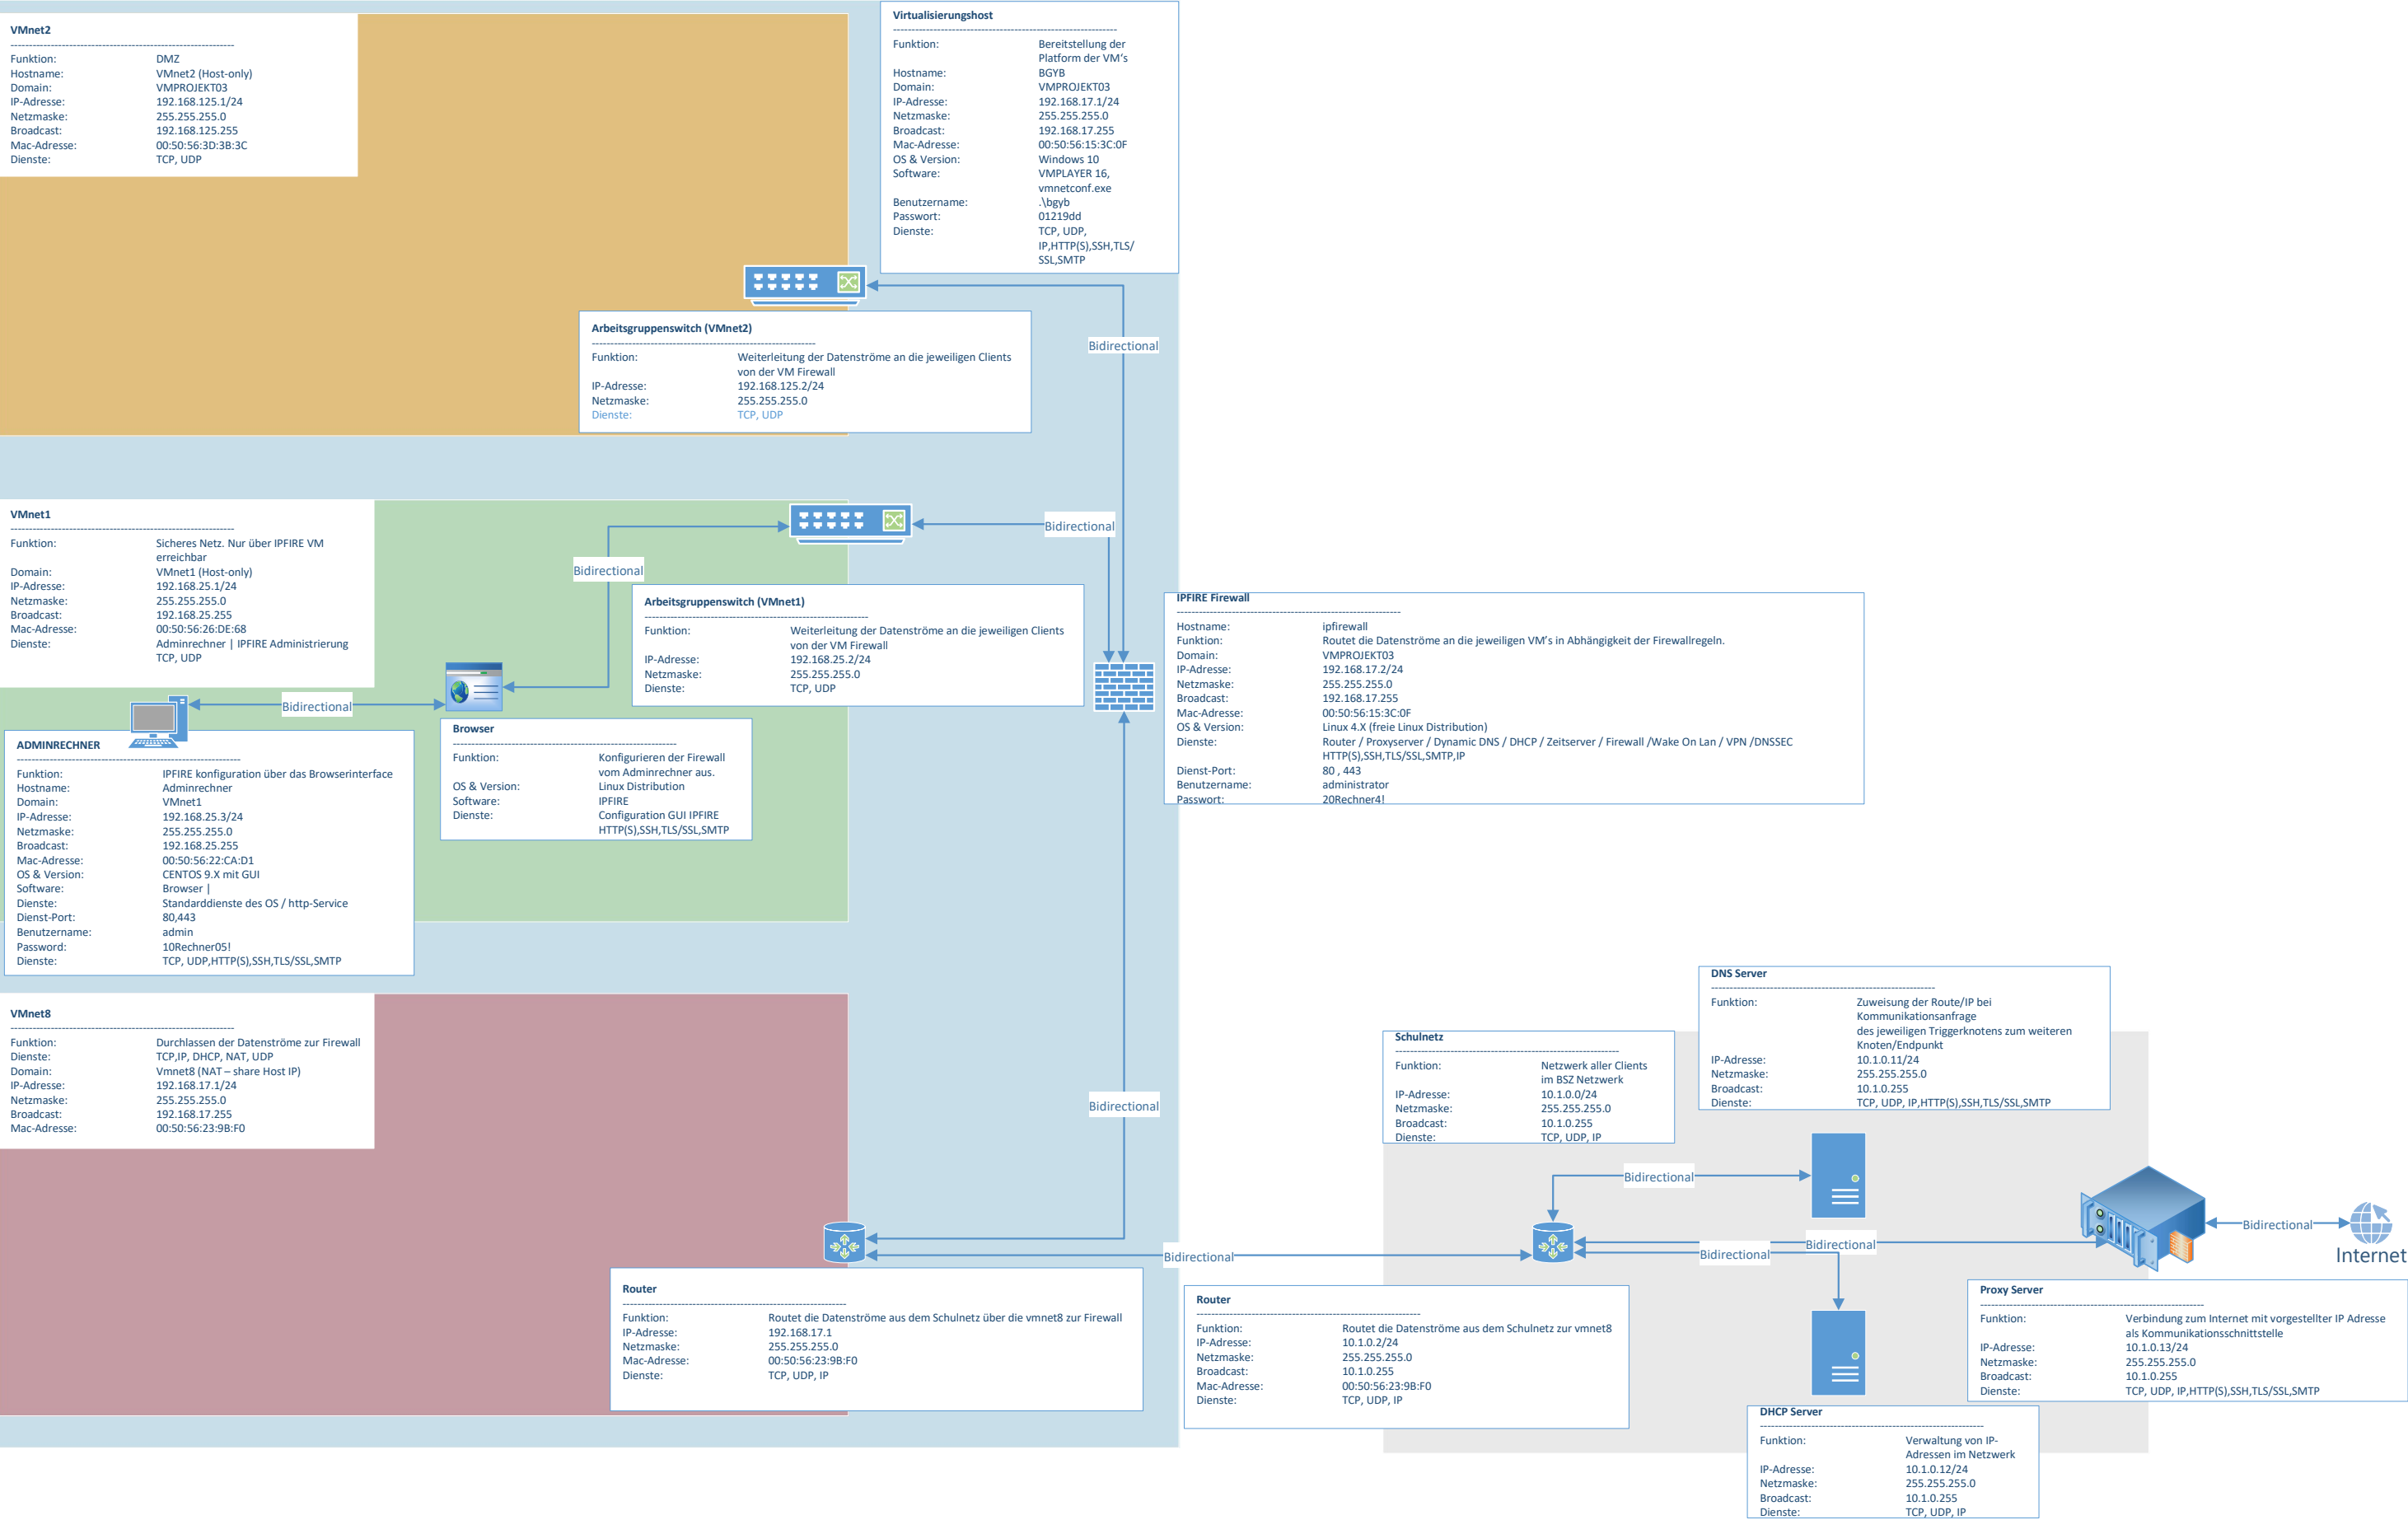 VMnet2
------------------------------------------------------------
Funktion: DMZ
Hostname: VMnet2 (Host-only)
Domain: VMPROJEKT03
IP-Adresse: 192.168.125.1/24
Netzmaske: 255.255.255.0
Broadcast: 192.168.125.255
Mac-Adresse: 00:50:56:3D:3B:3C
Dienste: TCP, UDP
Virtualisierungshost
------------------------------------------------------------
Funktion: Bereitstellung der
Platform der VM's
Hostname: BGYB
Domain: VMPROJEKT03
IP-Adresse: 192.168.17.1/24
Netzmaske: 255.255.255.0
Broadcast: 192.168.17.255
Mac-Adresse: 00:50:56:15:3C:0F
OS & Version: Windows 10
Software: VMPLAYER 16,
vmnetconf.exe
Benutzername: .\bgyb
Passwort: 01219dd
Dienste: TCP, UDP,
IP,HTTP(S),SSH,TLS/
SSL,SMTP
Bidirectional
Arbeitsgruppenswitch (VMnet2)
------------------------------------------------------------
Funktion: Weiterleitung der Datenströme an die jeweiligen Clients
von der VM Firewall
IP-Adresse: 192.168.125.2/24
Netzmaske: 255.255.255.0
Dienste: TCP, UDP
VMnet1
------------------------------------------------------------
Funktion: Sicheres Netz. Nur über IPFIRE VM
erreichbar
Domain: VMnet1 (Host-only)
IP-Adresse: 192.168.25.1/24
Netzmaske: 255.255.255.0
Broadcast: 192.168.25.255
Mac-Adresse: 00:50:56:26:DE:68
Dienste: Adminrechner | IPFIRE Administrierung
TCP, UDP
Bidirectional
Bidirectional
Arbeitsgruppenswitch (VMnet1)
------------------------------------------------------------
Funktion: Weiterleitung der Datenströme an die jeweiligen Clients
von der VM Firewall
IP-Adresse: 192.168.25.2/24
Netzmaske: 255.255.255.0
Dienste: TCP, UDP
IPFIRE Firewall
------------------------------------------------------------
Hostname: ipfirewall
Funktion: Routet die Datenströme an die jeweiligen VM's in Abhängigkeit der Firewallregeln.
Domain: VMPROJEKT03
IP-Adresse: 192.168.17.2/24
Netzmaske: 255.255.255.0
Broadcast: 192.168.17.255
Mac-Adresse: 00:50:56:15:3C:0F
OS & Version: Linux 4.X (freie Linux Distribution)
Dienste: Router / Proxyserver / Dynamic DNS / DHCP / Zeitserver / Firewall /Wake On Lan / VPN /DNSSEC
HTTP(S),SSH,TLS/SSL,SMTP,IP
Dienst-Port: 80 , 443
Benutzername: administrator
Passwort: 20Rechner4!
Bidirectional
ADMINRECHNER
------------------------------------------------------------
Funktion: IPFIRE konfiguration über das Browserinterface
Hostname: Adminrechner
Domain: VMnet1
IP-Adresse: 192.168.25.3/24
Netzmaske: 255.255.255.0
Broadcast: 192.168.25.255
Mac-Adresse: 00:50:56:22:CA:D1
OS & Version: CENTOS 9.X mit GUI
Software: Browser |
Dienste: Standarddienste des OS / http-Service
Dienst-Port: 80,443
Benutzername: admin
Password: 10Rechner05!
Dienste: TCP, UDP,HTTP(S),SSH,TLS/SSL,SMTP
Browser
------------------------------------------------------------
Funktion: Konfigurieren der Firewall
vom Adminrechner aus.
OS & Version: Linux Distribution
Software: IPFIRE
Dienste: Configuration GUI IPFIRE
HTTP(S),SSH,TLS/SSL,SMTP
VMnet8
------------------------------------------------------------
Funktion: Durchlassen der Datenströme zur Firewall
Dienste: TCP,IP, DHCP, NAT, UDP
Domain: Vmnet8 (NAT – share Host IP)
IP-Adresse: 192.168.17.1/24
Netzmaske: 255.255.255.0
Broadcast: 192.168.17.255
Mac-Adresse: 00:50:56:23:9B:F0
Bidirectional
Schulnetz
------------------------------------------------------------
Funktion: Netzwerk aller Clients
im BSZ Netzwerk
IP-Adresse: 10.1.0.0/24
Netzmaske: 255.255.255.0
Broadcast: 10.1.0.255
Dienste: TCP, UDP, IP
DNS Server
------------------------------------------------------------
Funktion: Zuweisung der Route/IP bei
Kommunikationsanfrage
des jeweiligen Triggerknotens zum weiteren
Knoten/Endpunkt
IP-Adresse: 10.1.0.11/24
Netzmaske: 255.255.255.0
Broadcast: 10.1.0.255
Dienste: TCP, UDP, IP,HTTP(S),SSH,TLS/SSL,SMTP
Bidirectional
Bidirectional
Bidirectional
Bidirectional
Bidirectional
Internet
Router
------------------------------------------------------------
Funktion: Routet die Datenströme aus dem Schulnetz über die vmnet8 zur Firewall
IP-Adresse: 192.168.17.1
Netzmaske: 255.255.255.0
Mac-Adresse: 00:50:56:23:9B:F0
Dienste: TCP, UDP, IP
Router
------------------------------------------------------------
Funktion: Routet die Datenströme aus dem Schulnetz zur vmnet8
IP-Adresse: 10.1.0.2/24
Netzmaske: 255.255.255.0
Broadcast: 10.1.0.255
Mac-Adresse: 00:50:56:23:9B:F0
Dienste: TCP, UDP, IP
Proxy Server
------------------------------------------------------------
Funktion: Verbindung zum Internet mit vorgestellter IP Adresse
als Kommunikationsschnittstelle
IP-Adresse: 10.1.0.13/24
Netzmaske: 255.255.255.0
Broadcast: 10.1.0.255
Dienste: TCP, UDP, IP,HTTP(S),SSH,TLS/SSL,SMTP
DHCP Server
------------------------------------------------------------
Funktion: Verwaltung von IP-
Adressen im Netzwerk
IP-Adresse: 10.1.0.12/24
Netzmaske: 255.255.255.0
Broadcast: 10.1.0.255
Dienste: TCP, UDP, IP